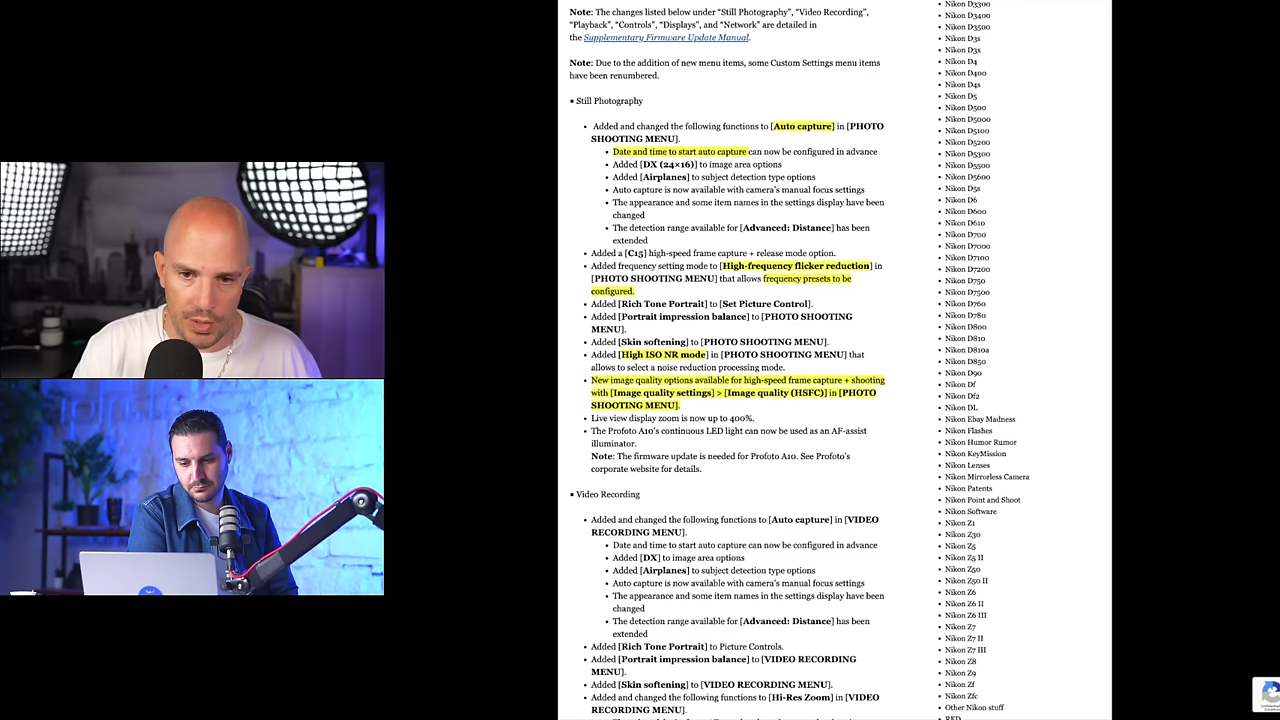 Note: The changes listed below under “Still Photography”, “Video Recording”,
“Playback”, “Controls”, “Displays”, and “Network” are detailed in
the Supplementary Firmware Update Manual.
Note: Due to the addition of new menu items, some Custom Settings menu items
have been renumbered.
▪ Still Photography
• Added and changed the following functions to [Auto capture] in [PHOTO
SHOOTING MENU].
• Date and time to start auto capture can now be configured in advance
• Added [DX (24×16)] to image area options
• Added [Airplanes] to subject detection type options
• Auto capture is now available with camera's manual focus settings
• The appearance and some item names in the settings display have been
changed
• The detection range available for [Advanced: Distance] has been
extended
• Added a [C15] high-speed frame capture + release mode option.
• Added frequency setting mode to [High-frequency flicker reduction] in
[PHOTO SHOOTING MENU] that allows frequency presets to be
configured.
• Added [Rich Tone Portrait] to [Set Picture Control].
• Added [Portrait impression balance] to [PHOTO SHOOTING
MENU].
• Added [Skin softening] to [PHOTO SHOOTING MENU].
• Added [High ISO NR mode] in [PHOTO SHOOTING MENU] that
allows to select a noise reduction processing mode.
• New image quality options available for high-speed frame capture + shooting
with [Image quality settings] > [Image quality (HSFC)] in [PHOTO
SHOOTING MENU].
• Live view display zoom is now up to 400%.
• The Profoto A10's continuous LED light can now be used as an AF-assist
illuminator.
Note: The firmware update is needed for Profoto A10. See Profoto's
corporate website for details.
▪ Video Recording
• Added and changed the following functions to [Auto capture] in [VIDEO
RECORDING MENU].
• Date and time to start auto capture can now be configured in advance
• Added [DX] to image area options
• Added [Airplanes] to subject detection type options
• Auto capture is now available with camera's manual focus settings
• The appearance and some item names in the settings display have been
changed
• The detection range available for [Advanced: Distance] has been
extended
• Added [Rich Tone Portrait] to Picture Controls.
• Added [Portrait impression balance] to [VIDEO RECORDING
MENU].
• Added [Skin softening] to [VIDEO RECORDING MENU].
• Added and changed the following functions to [Hi-Res Zoom] in [VIDEO
RECORDING MENU].
• Nikon D3300
• Nikon D3400
• Nikon D3500
• Nikon D3s
• Nikon D3x
• Nikon D4
• Nikon D400
• Nikon D4s
• Nikon D5
• Nikon D500
• Nikon D5000
• Nikon D5100
• Nikon D5200
• Nikon D5300
• Nikon D5500
• Nikon D5600
• Nikon D5s
• Nikon D6
• Nikon D600
• Nikon D610
• Nikon D700
• Nikon D7000
• Nikon D7100
• Nikon D7200
• Nikon D750
• Nikon D7500
• Nikon D760
• Nikon D780
• Nikon D800
• Nikon D810
• Nikon D810a
• Nikon D850
• Nikon D90
• Nikon Df
• Nikon Df2
• Nikon DL
• Nikon Ebay Madness
• Nikon Flashes
• Nikon Humor Rumor
• Nikon KeyMission
• Nikon Lenses
• Nikon Mirrorless Camera
• Nikon Patents
• Nikon Point and Shoot
• Nikon Software
• Nikon Z1
• Nikon Z30
• Nikon Z5
• Nikon Z5 II
• Nikon Z50
• Nikon Z50 II
• Nikon Z6
• Nikon Z6 II
• Nikon Z6 III
• Nikon Z7
• Nikon Z7 II
• Nikon Z7 III
• Nikon Z8
• Nikon Z9
• Nikon Zf
• Nikon Zfc
• Other Nikon stuff
• RED